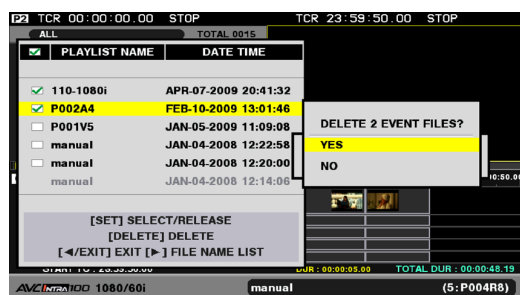 P2 TCR 00:00:00.00 STOP TCR 23:59:50.00 STOP
ALL TOTAL 0015
PLAYLIST NAME DATE TIME
110-1080i APR-07-2009 20:41:32
P002A4 FEB-10-2009 13:01:46
P001V5 JAN-05-2009 11:09:08
manual JAN-04-2008 12:22:58
manual JAN-04-2008 12:20:00
manual JAN-04-2008 12:14:06
DELETE 2 EVENT FILES?
YES
NO
[SET] SELECT/RELEASE
[DELETE] DELETE
[◄/EXIT] EXIT [►] FILE NAME LIST
DUR : 00:00:05.00 TOTAL DUR : 00:00:48.19
AVC INTRA 100 1080/60i manual (5:P004R8)